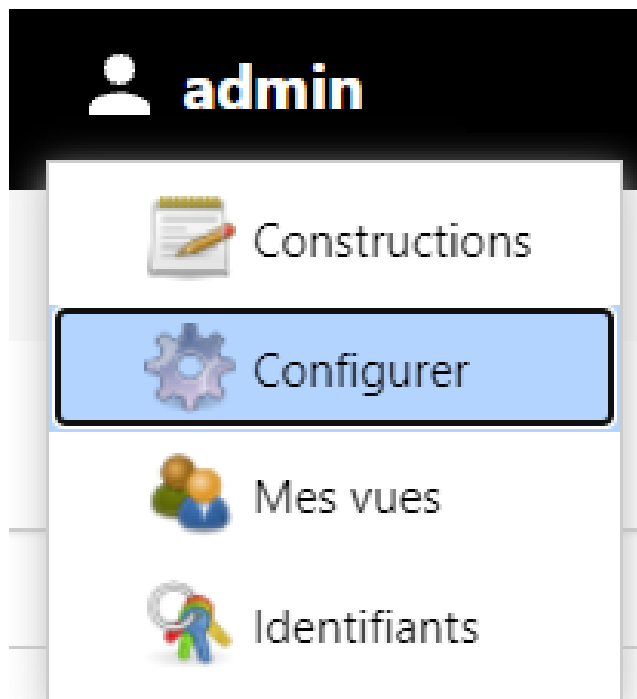 admin
Constructions
Configurer
Mes vues
Identifiants